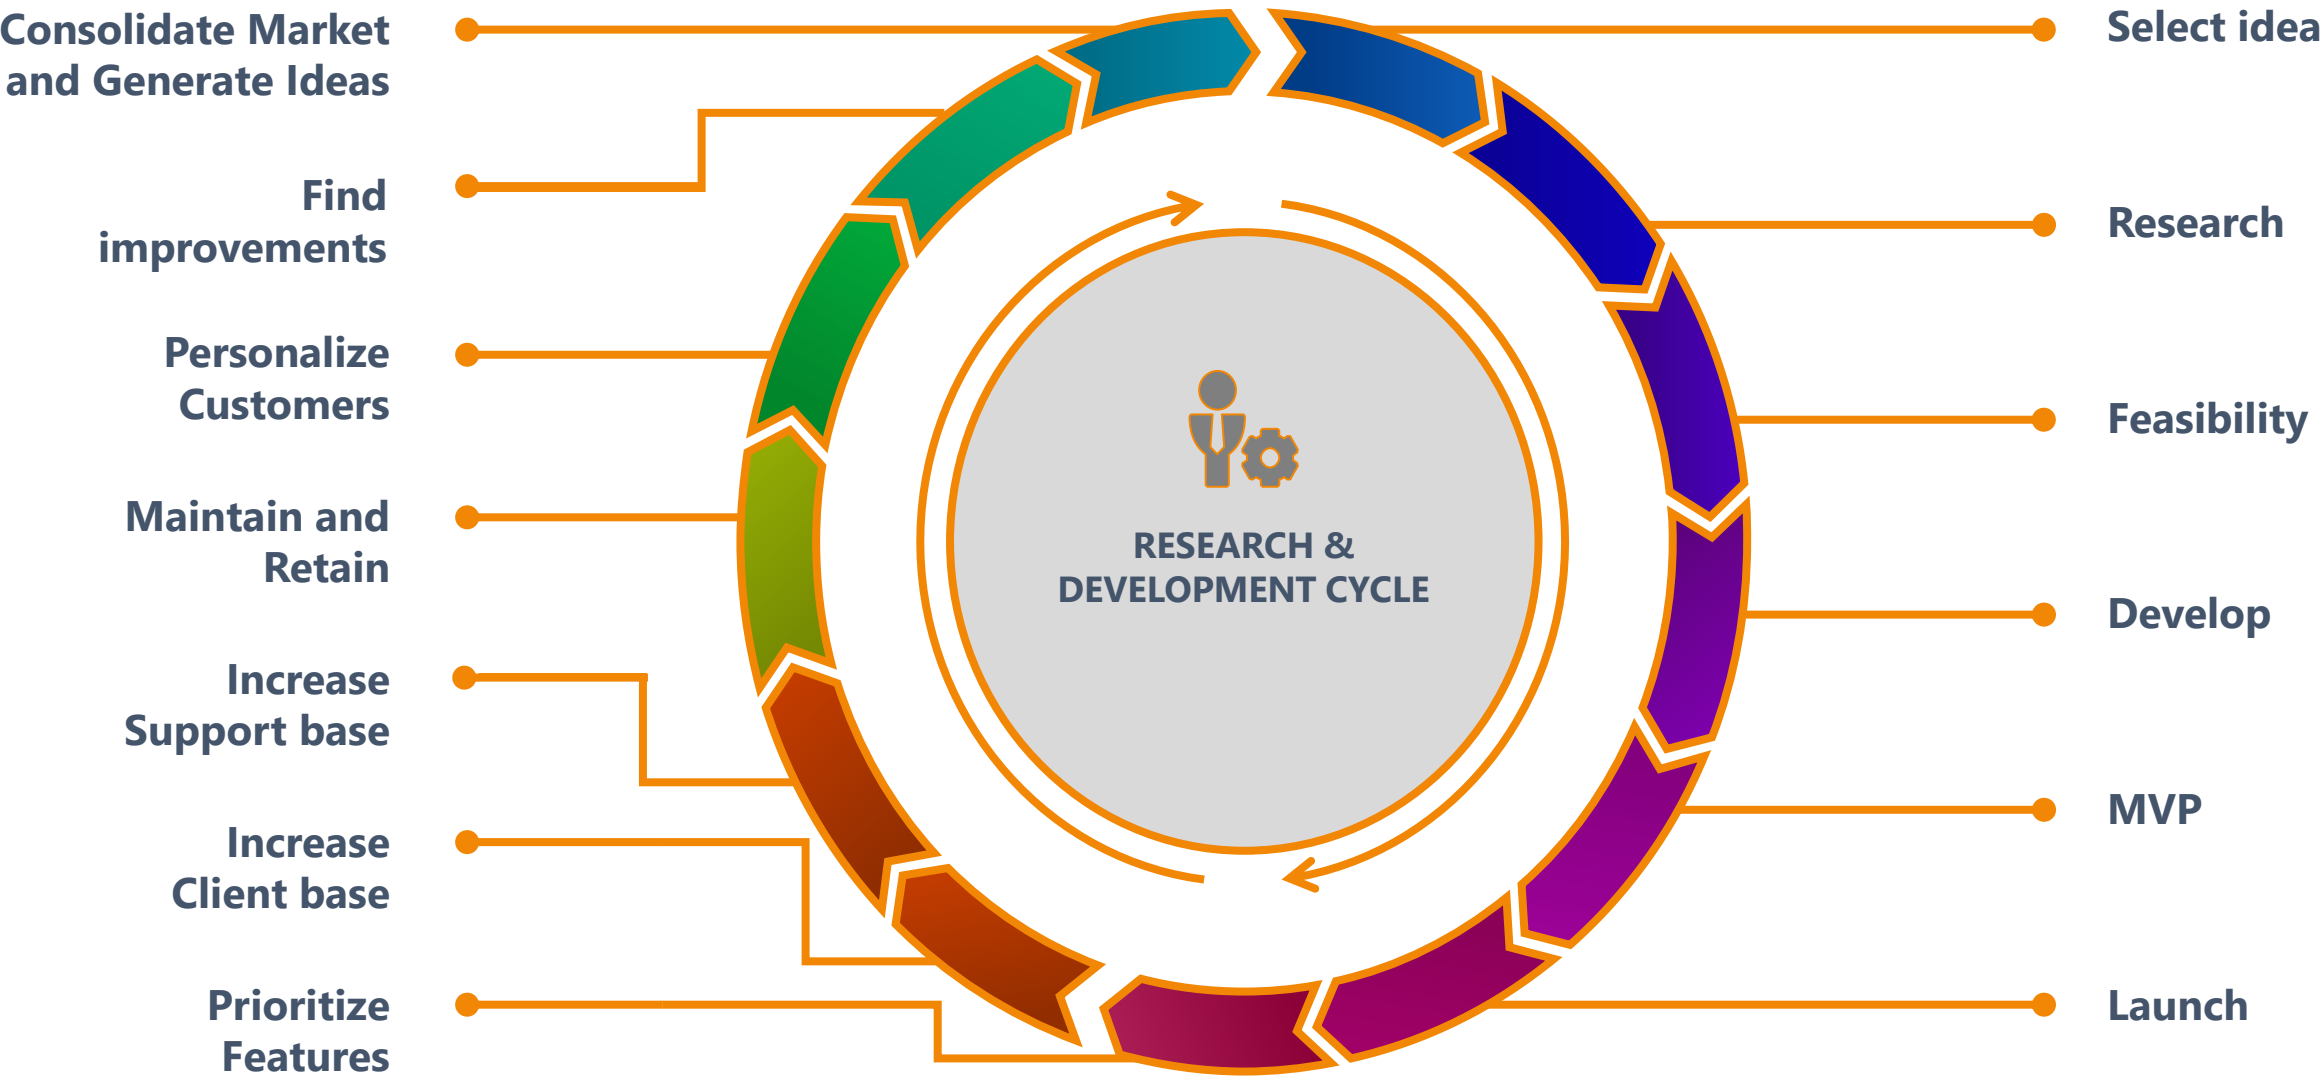 Consolidate Market
and Generate Ideas
Find
improvements
Personalize
Customers
Maintain and
Retain
Increase
Support base
Increase
Client base
Prioritize
Features
RESEARCH &
DEVELOPMENT CYCLE
Select idea
Research
Feasibility
Develop
MVP
Launch